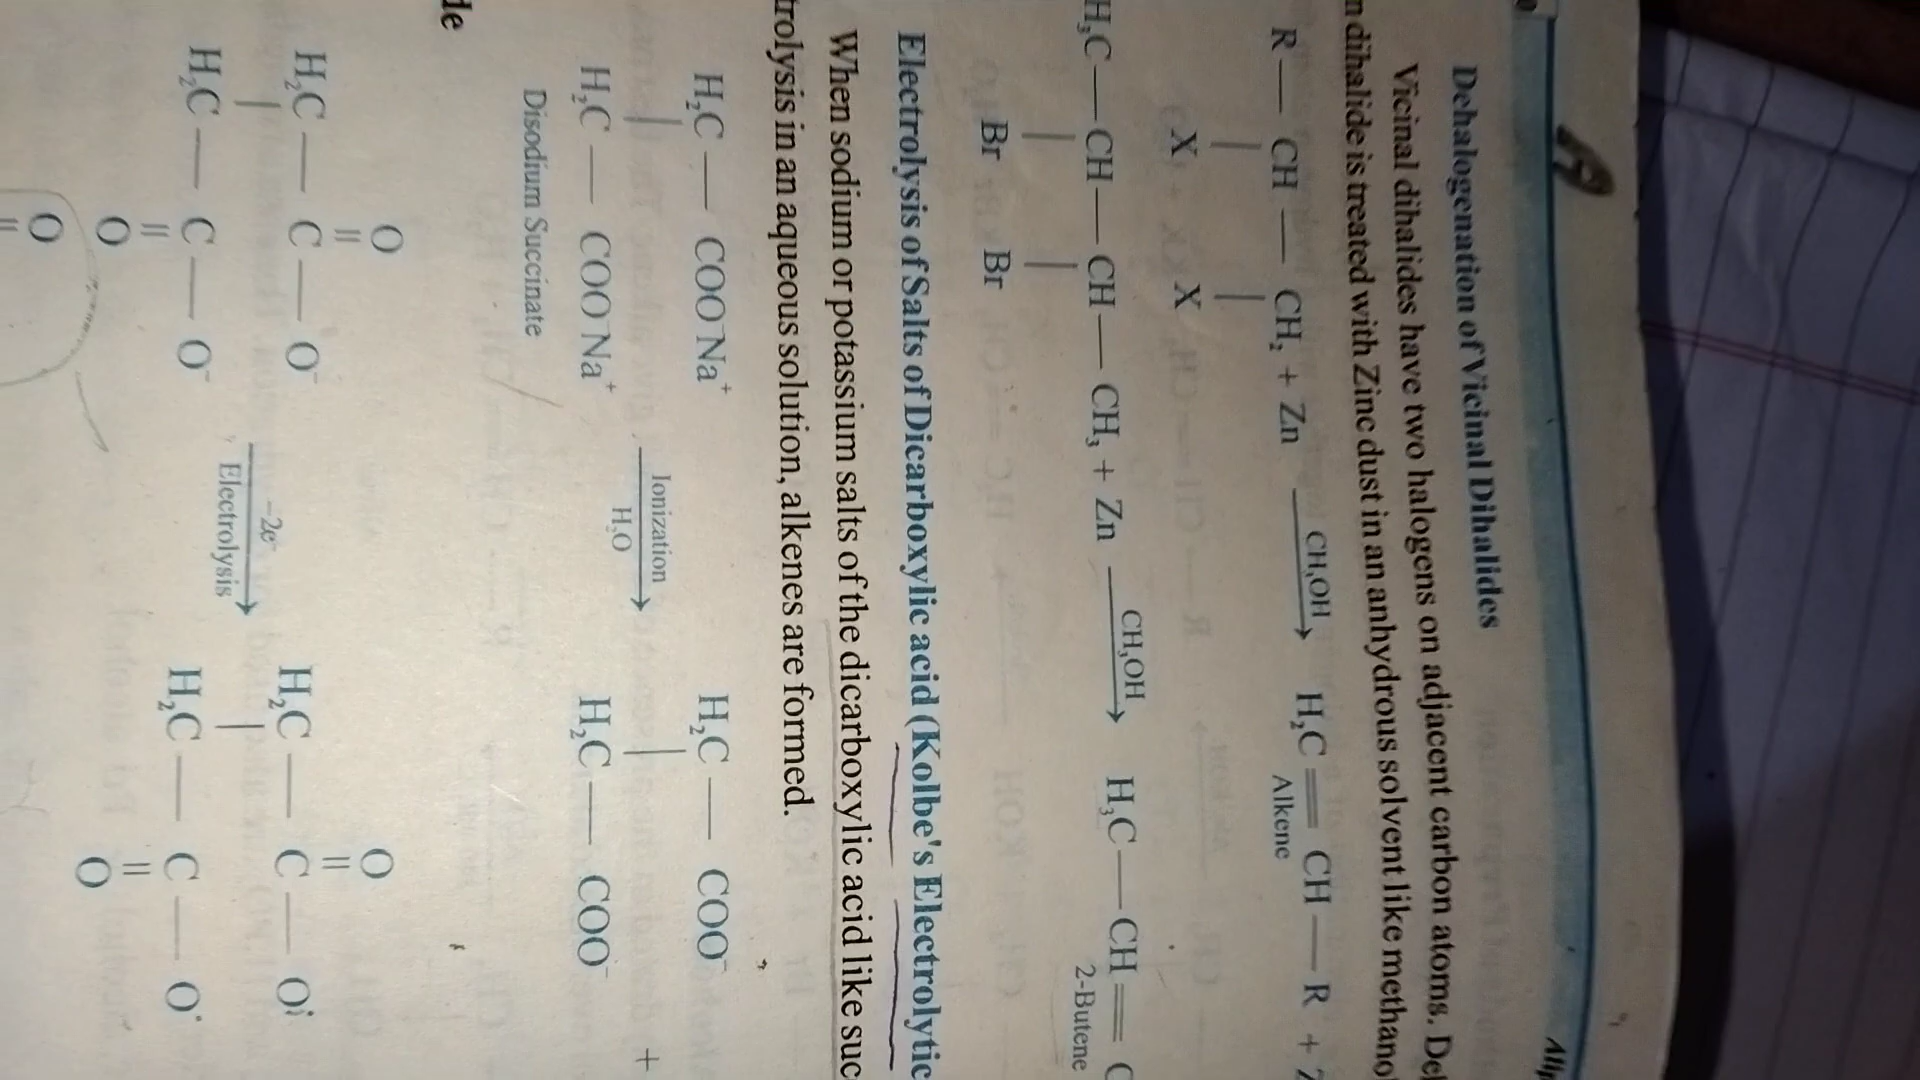 Dehalogenation of Vicinal Dihalides
Vicinal dihalides have two halogens on adjacent carbon atoms.
dihalide is treated with Zinc dust in an anhydrous solvent like methanol
CH₃OH
R — CH — CH₂ + Zn ⟶ H₂C = CH — R +
| | Alkene
X X
CH₃OH
H₃C — CH — CH — CH₃ + Zn ⟶ H₃C — CH =
| | 2-Butene
Br Br
Electrolysis of Salts of Dicarboxylic acid (Kolbe's Electrolytic
When sodium or potassium salts of the dicarboxylic acid like
trolysis in an aqueous solution, alkenes are formed.
H₂C — COO⁻Na⁺ H₂C — COO⁻
| Ionization |
H₂C — COO⁻Na⁺ ⟶ H₂C — COO⁻ +
H₂O
Disodium Succinate
O O
|| ||
H₂C — C — O⁻ H₂C — C — O·
| −2e⁻ |
H₂C — C — O⁻ ⟶ H₂C — C — O·
|| Electrolysis ||
O O
O
||